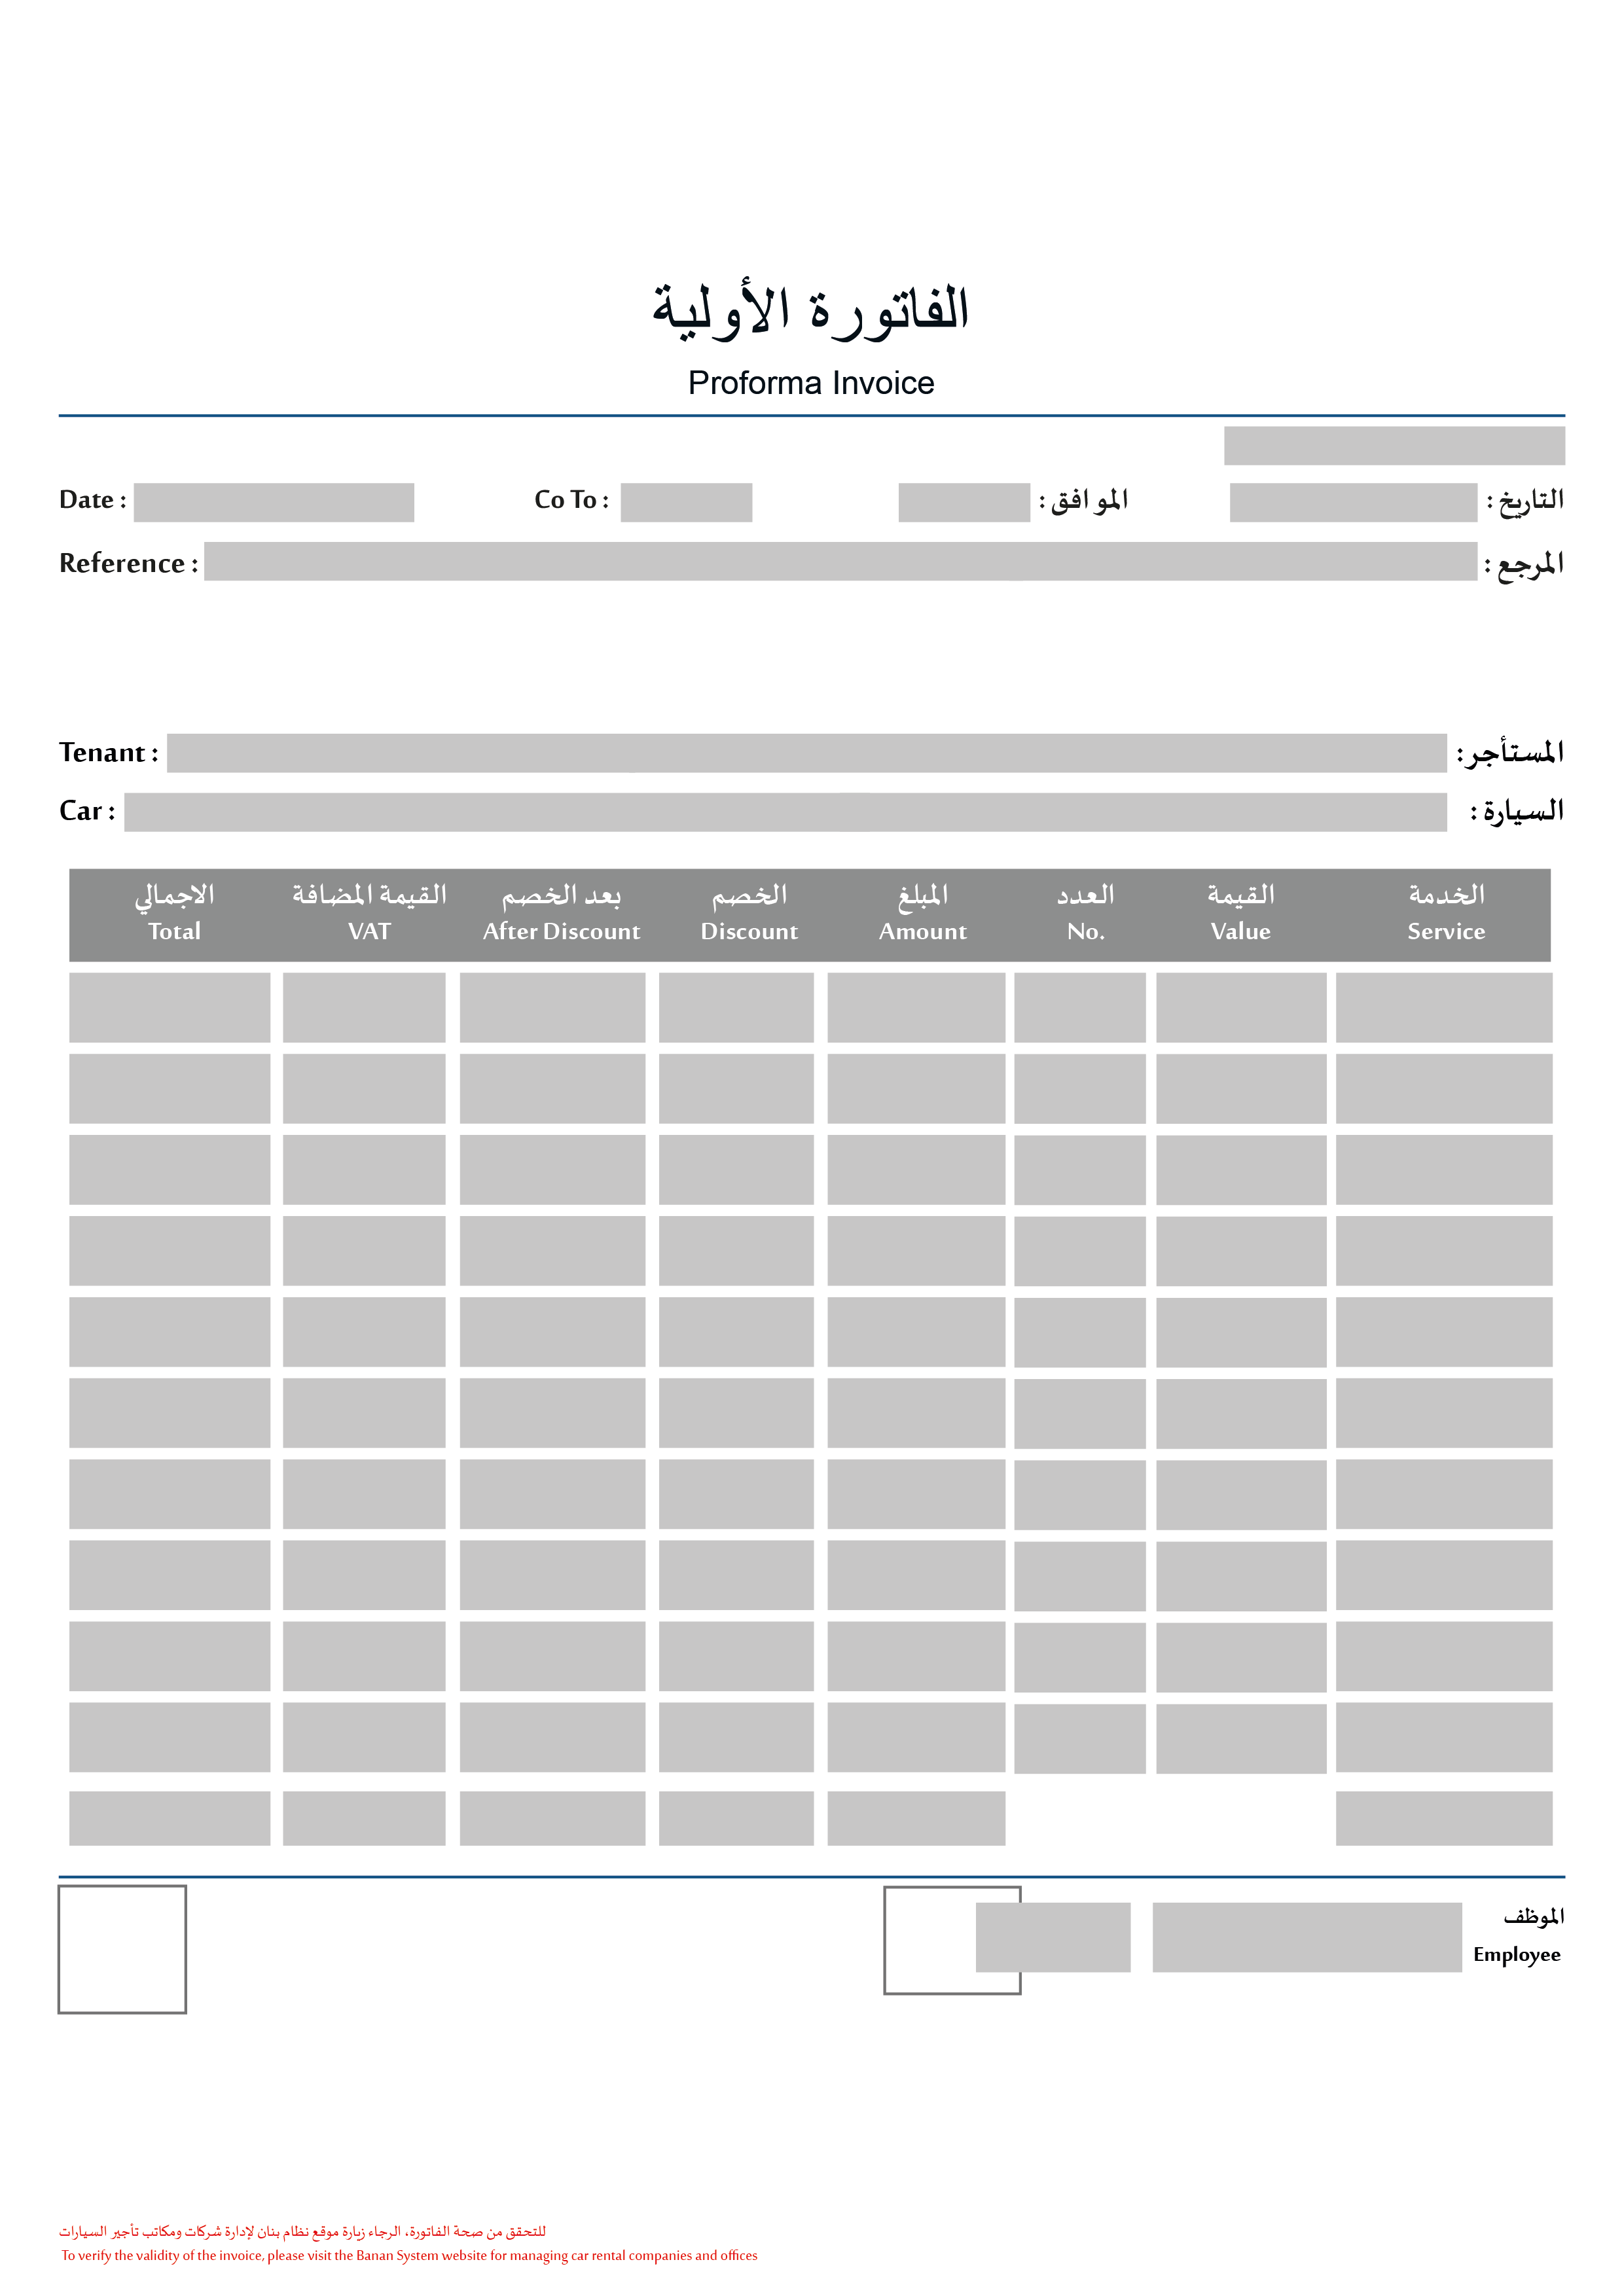 الفاتورة الأولية
Proforma Invoice
Date : Co To : الموافق : التاريخ :
Reference : المرجع :
Tenant : المستأجر :
Car : السيارة :
الاجمالي القيمة المضافة بعد الخصم الخصم المبلغ العدد القيمة الخدمة
Total VAT After Discount Discount Amount No. Value Service
الموظف
Employee
للتحقق من صحة الفاتورة، الرجاء زيارة موقع نظام بنان لإدارة شركات ومكاتب تأجير السيارات
To verify the validity of the invoice, please visit the Banan System website for managing car rental companies and offices